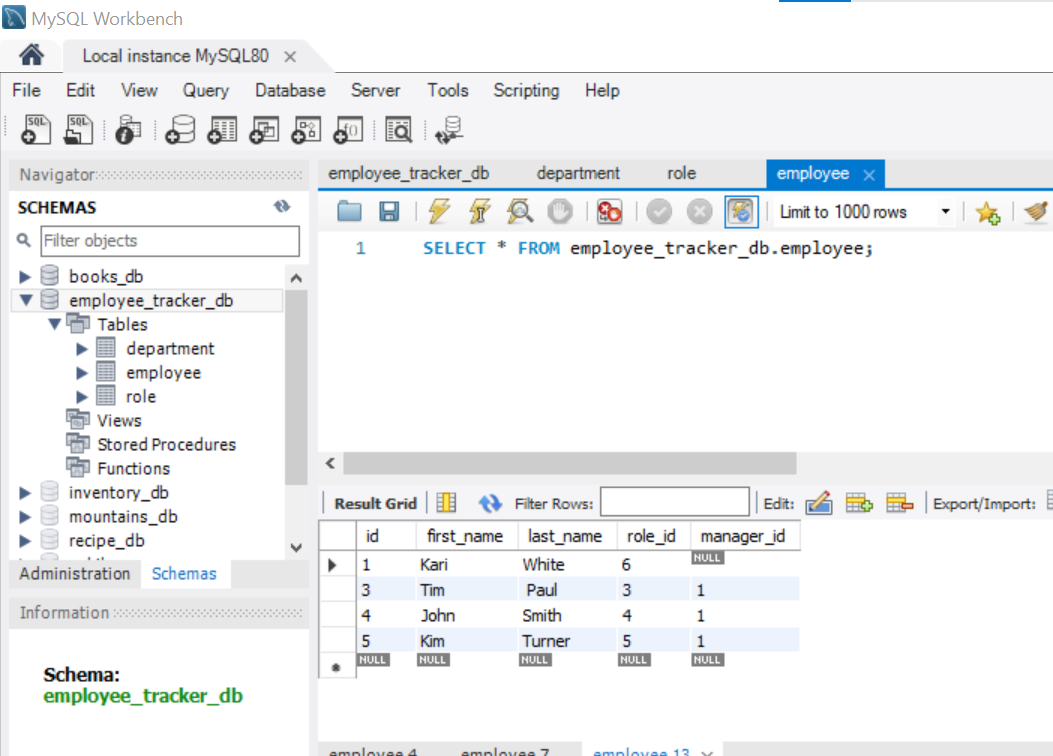 MySQL Workbench
Local instance MySQL80
File Edit View Query Database Server Tools Scripting Help
Navigator
SCHEMAS
Filter objects
books_db
employee_tracker_db
Tables
department
employee
role
Views
Stored Procedures
Functions
inventory_db
mountains_db
recipe_db
Administration Schemas
Information
Schema:
employee_tracker_db
employee_tracker_db department role employee
Limit to 1000 rows
1 SELECT * FROM employee_tracker_db.employee;
Result Grid Filter Rows: Edit: Export/Import:
id first_name last_name role_id manager_id
1 Kari White 6 NULL
3 Tim Paul 3 1
4 John Smith 4 1
5 Kim Turner 5 1
NULL NULL NULL NULL NULL
employee 4 employee 7 employee 13